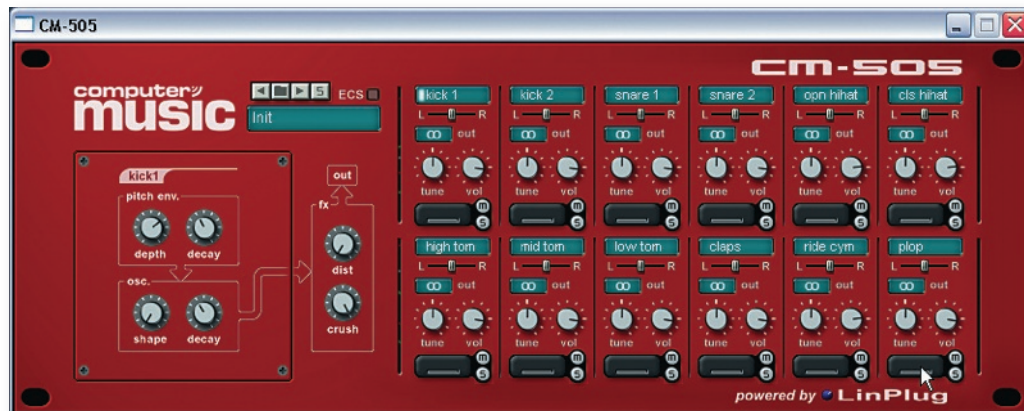 CM-505
computer
music
ECS
S
Init
cm-505
kick 1
kick 2
snare 1
snare 2
opn hihat
cls hihat
L R L R L R L R L R L R
out out out out out out
tune vol tune vol tune vol tune vol tune vol tune vol
m m m m m m
S S S S S S
high tom
mid tom
low tom
claps
ride cym
plop
L R L R L R L R L R L R
out out out out out out
tune vol tune vol tune vol tune vol tune vol tune vol
m m m m m m
S S S S S S
kick1
pitch env.
depth decay
osc.
shape decay
out
fx
dist
crush
powered by LinPlug